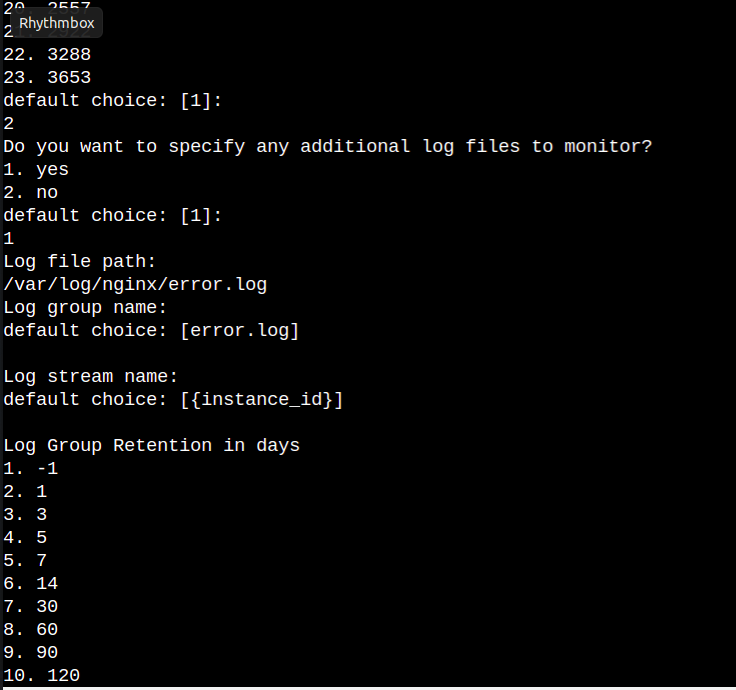 20. 2557
Rhythmbox
22. 3288
23. 3653
default choice: [1]:
2
Do you want to specify any additional log files to monitor?
1. yes
2. no
default choice: [1]:
1
Log file path:
/var/log/nginx/error.log
Log group name:
default choice: [error.log]
Log stream name:
default choice: [{instance_id}]
Log Group Retention in days
1. -1
2. 1
3. 3
4. 5
5. 7
6. 14
7. 30
8. 60
9. 90
10. 120